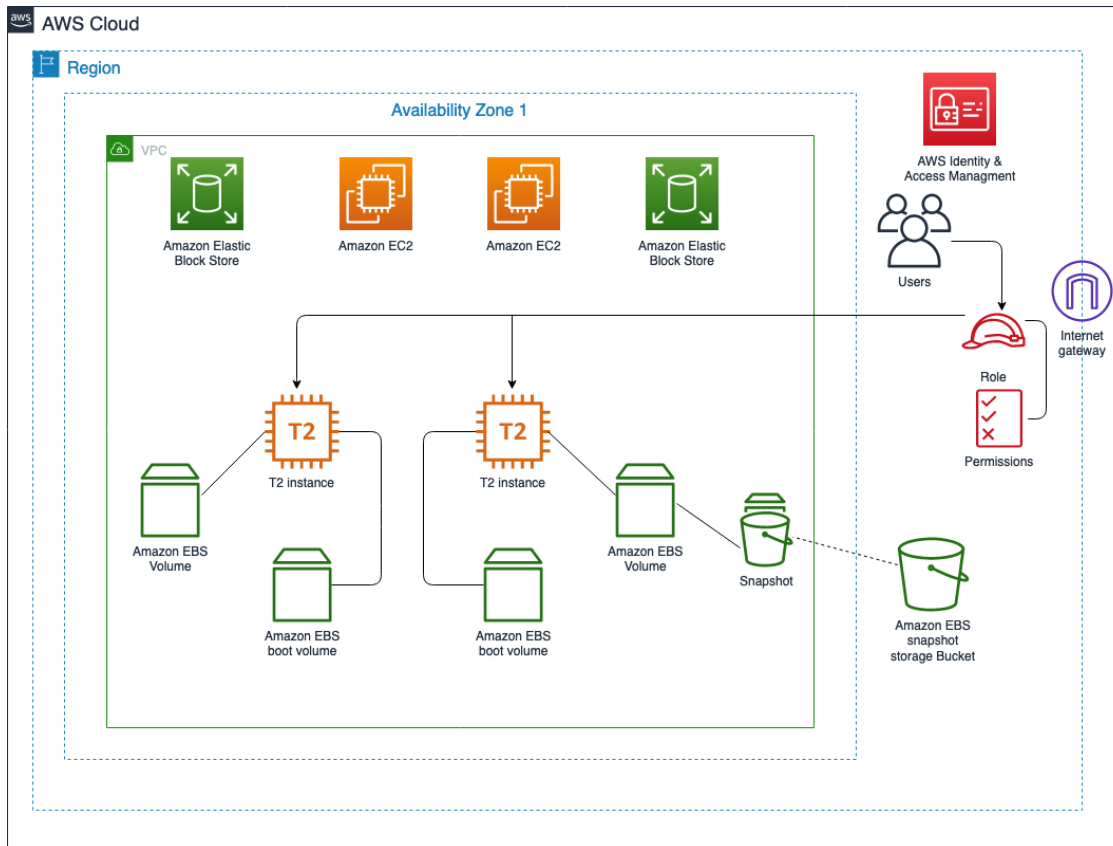 aws
AWS Cloud
Region
Availability Zone 1
VPC
Amazon Elastic
Block Store
Amazon EC2
Amazon EC2
Amazon Elastic
Block Store
AWS Identity &
Access Managment
Users
Internet
gateway
Role
Permissions
T2
T2 instance
T2
T2 instance
Amazon EBS
Volume
Amazon EBS
boot volume
Amazon EBS
boot volume
Amazon EBS
Volume
Snapshot
Amazon EBS
snapshot
storage Bucket